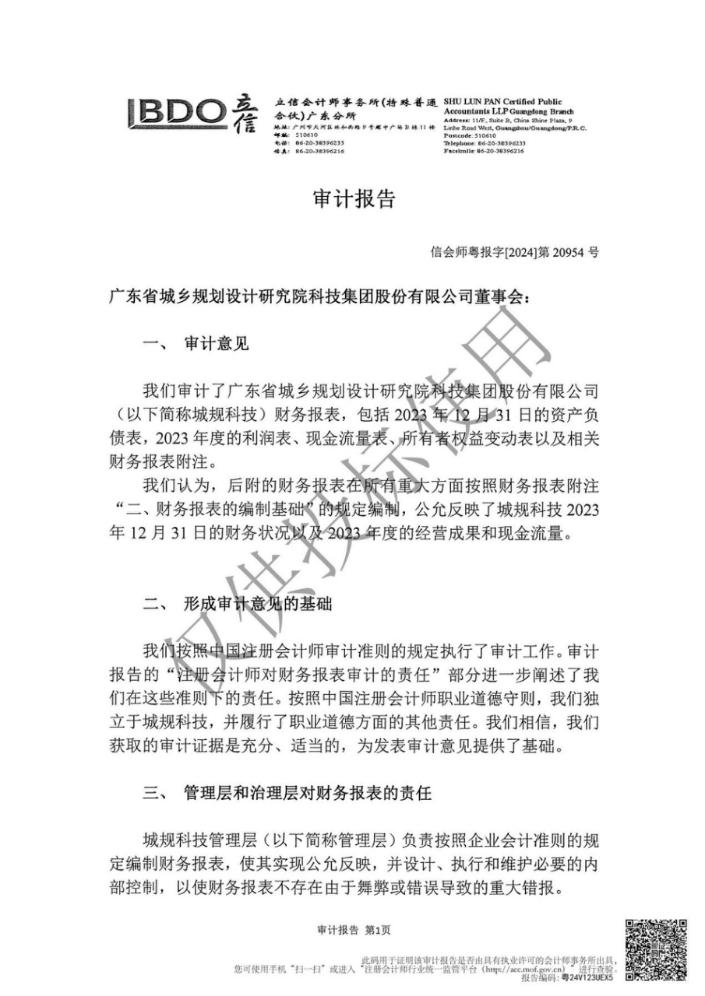 BDO 立信
立信会计师事务所(特殊普通
合伙)广东分所
地址: 广州市天河区林和西路9号耀中广场B栋11楼
邮编: 510610
电话: 86-20-38396233
传真: 86-20-38396216
SHU LUN PAN Certified Public
Accountants LLP Guangdong Branch
Address: 11/F, Suite B, China Shine Plaza, 9
Linhe Road West, Guangzhou/Guangdong/P.R.C.
Postcode: 510610
Telephone: 86-20-38396233
Facsimile 86-20-38396216
审计报告
信会师粤报字[2024]第 20954 号
广东省城乡规划设计研究院科技集团股份有限公司董事会：
一、 审计意见
我们审计了广东省城乡规划设计研究院科技集团股份有限公司
（以下简称城规科技）财务报表，包括 2023 年 12 月 31 日的资产负
债表，2023 年度的利润表、现金流量表、所有者权益变动表以及相关
财务报表附注。
我们认为，后附的财务报表在所有重大方面按照财务报表附注
“二、财务报表的编制基础”的规定编制，公允反映了城规科技 2023
年 12 月 31 日的财务状况以及 2023 年度的经营成果和现金流量。
二、 形成审计意见的基础
我们按照中国注册会计师审计准则的规定执行了审计工作。审计
报告的“注册会计师对财务报表审计的责任”部分进一步阐述了我
们在这些准则下的责任。按照中国注册会计师职业道德守则，我们独
立于城规科技，并履行了职业道德方面的其他责任。我们相信，我们
获取的审计证据是充分、适当的，为发表审计意见提供了基础。
三、 管理层和治理层对财务报表的责任
城规科技管理层（以下简称管理层）负责按照企业会计准则的规
定编制财务报表，使其实现公允反映，并设计、执行和维护必要的内
部控制，以使财务报表不存在由于舞弊或错误导致的重大错报。
仅供投标使用
审计报告 第1页
此码用于证明该审计报告是否由具有执业许可的会计师事务所出具，
您可使用手机“扫一扫”或进入“注册会计师行业统一监管平台（http://acc.mof.gov.cn）”进行查验。
报告编码：粤24V123UEX5